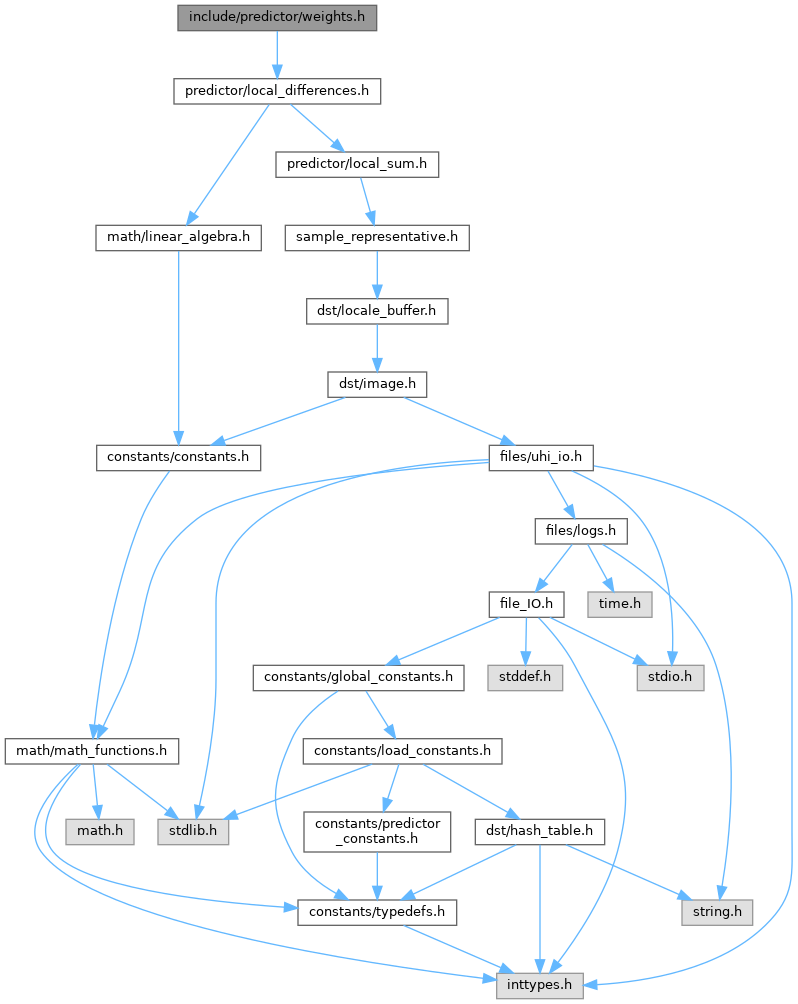 include/predictor/weights.h
predictor/local_differences.h
predictor/local_sum.h
math/linear_algebra.h
sample_representative.h
dst/locale_buffer.h
dst/image.h
constants/constants.h
files/uhi_io.h
files/logs.h
file_IO.h
time.h
constants/global_constants.h
stddef.h
stdio.h
math/math_functions.h
constants/load_constants.h
math.h
stdlib.h
constants/predictor
_constants.h
dst/hash_table.h
constants/typedefs.h
string.h
inttypes.h